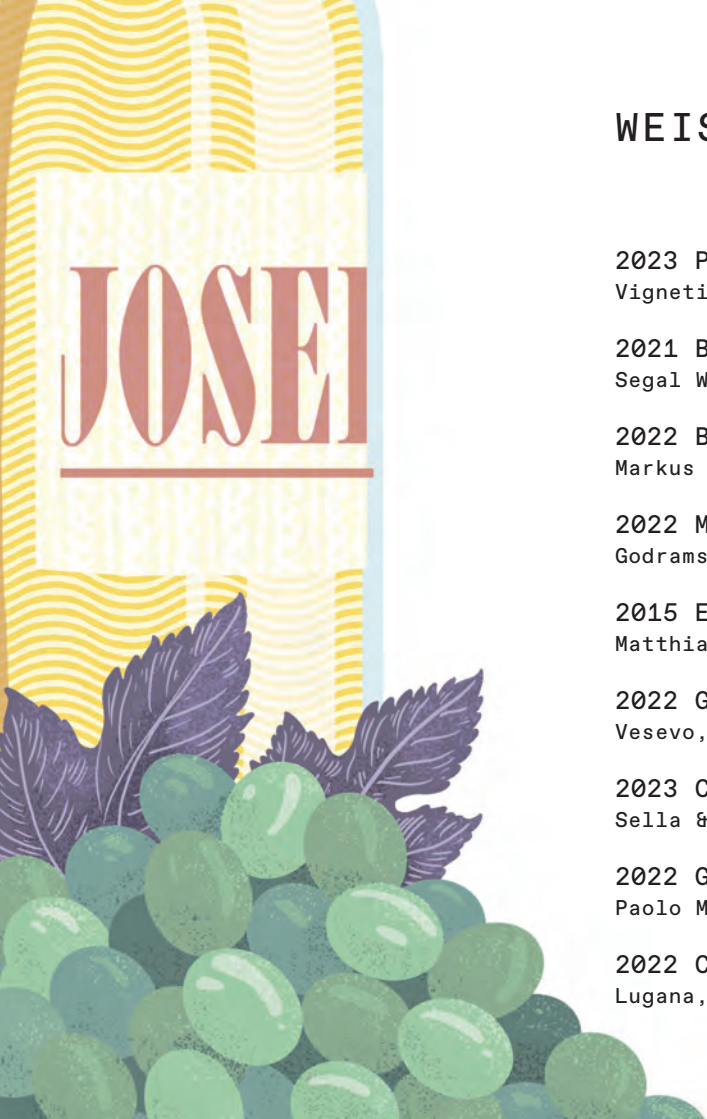 JOSEF
WEIS
2023 P
Vigneti
2021 B
Segal W
2022 B
Markus
2022 M
Godrams
2015 E
Matthia
2022 G
Vesevo,
2023 C
Sella &
2022 G
Paolo M
2022 C
Lugana,